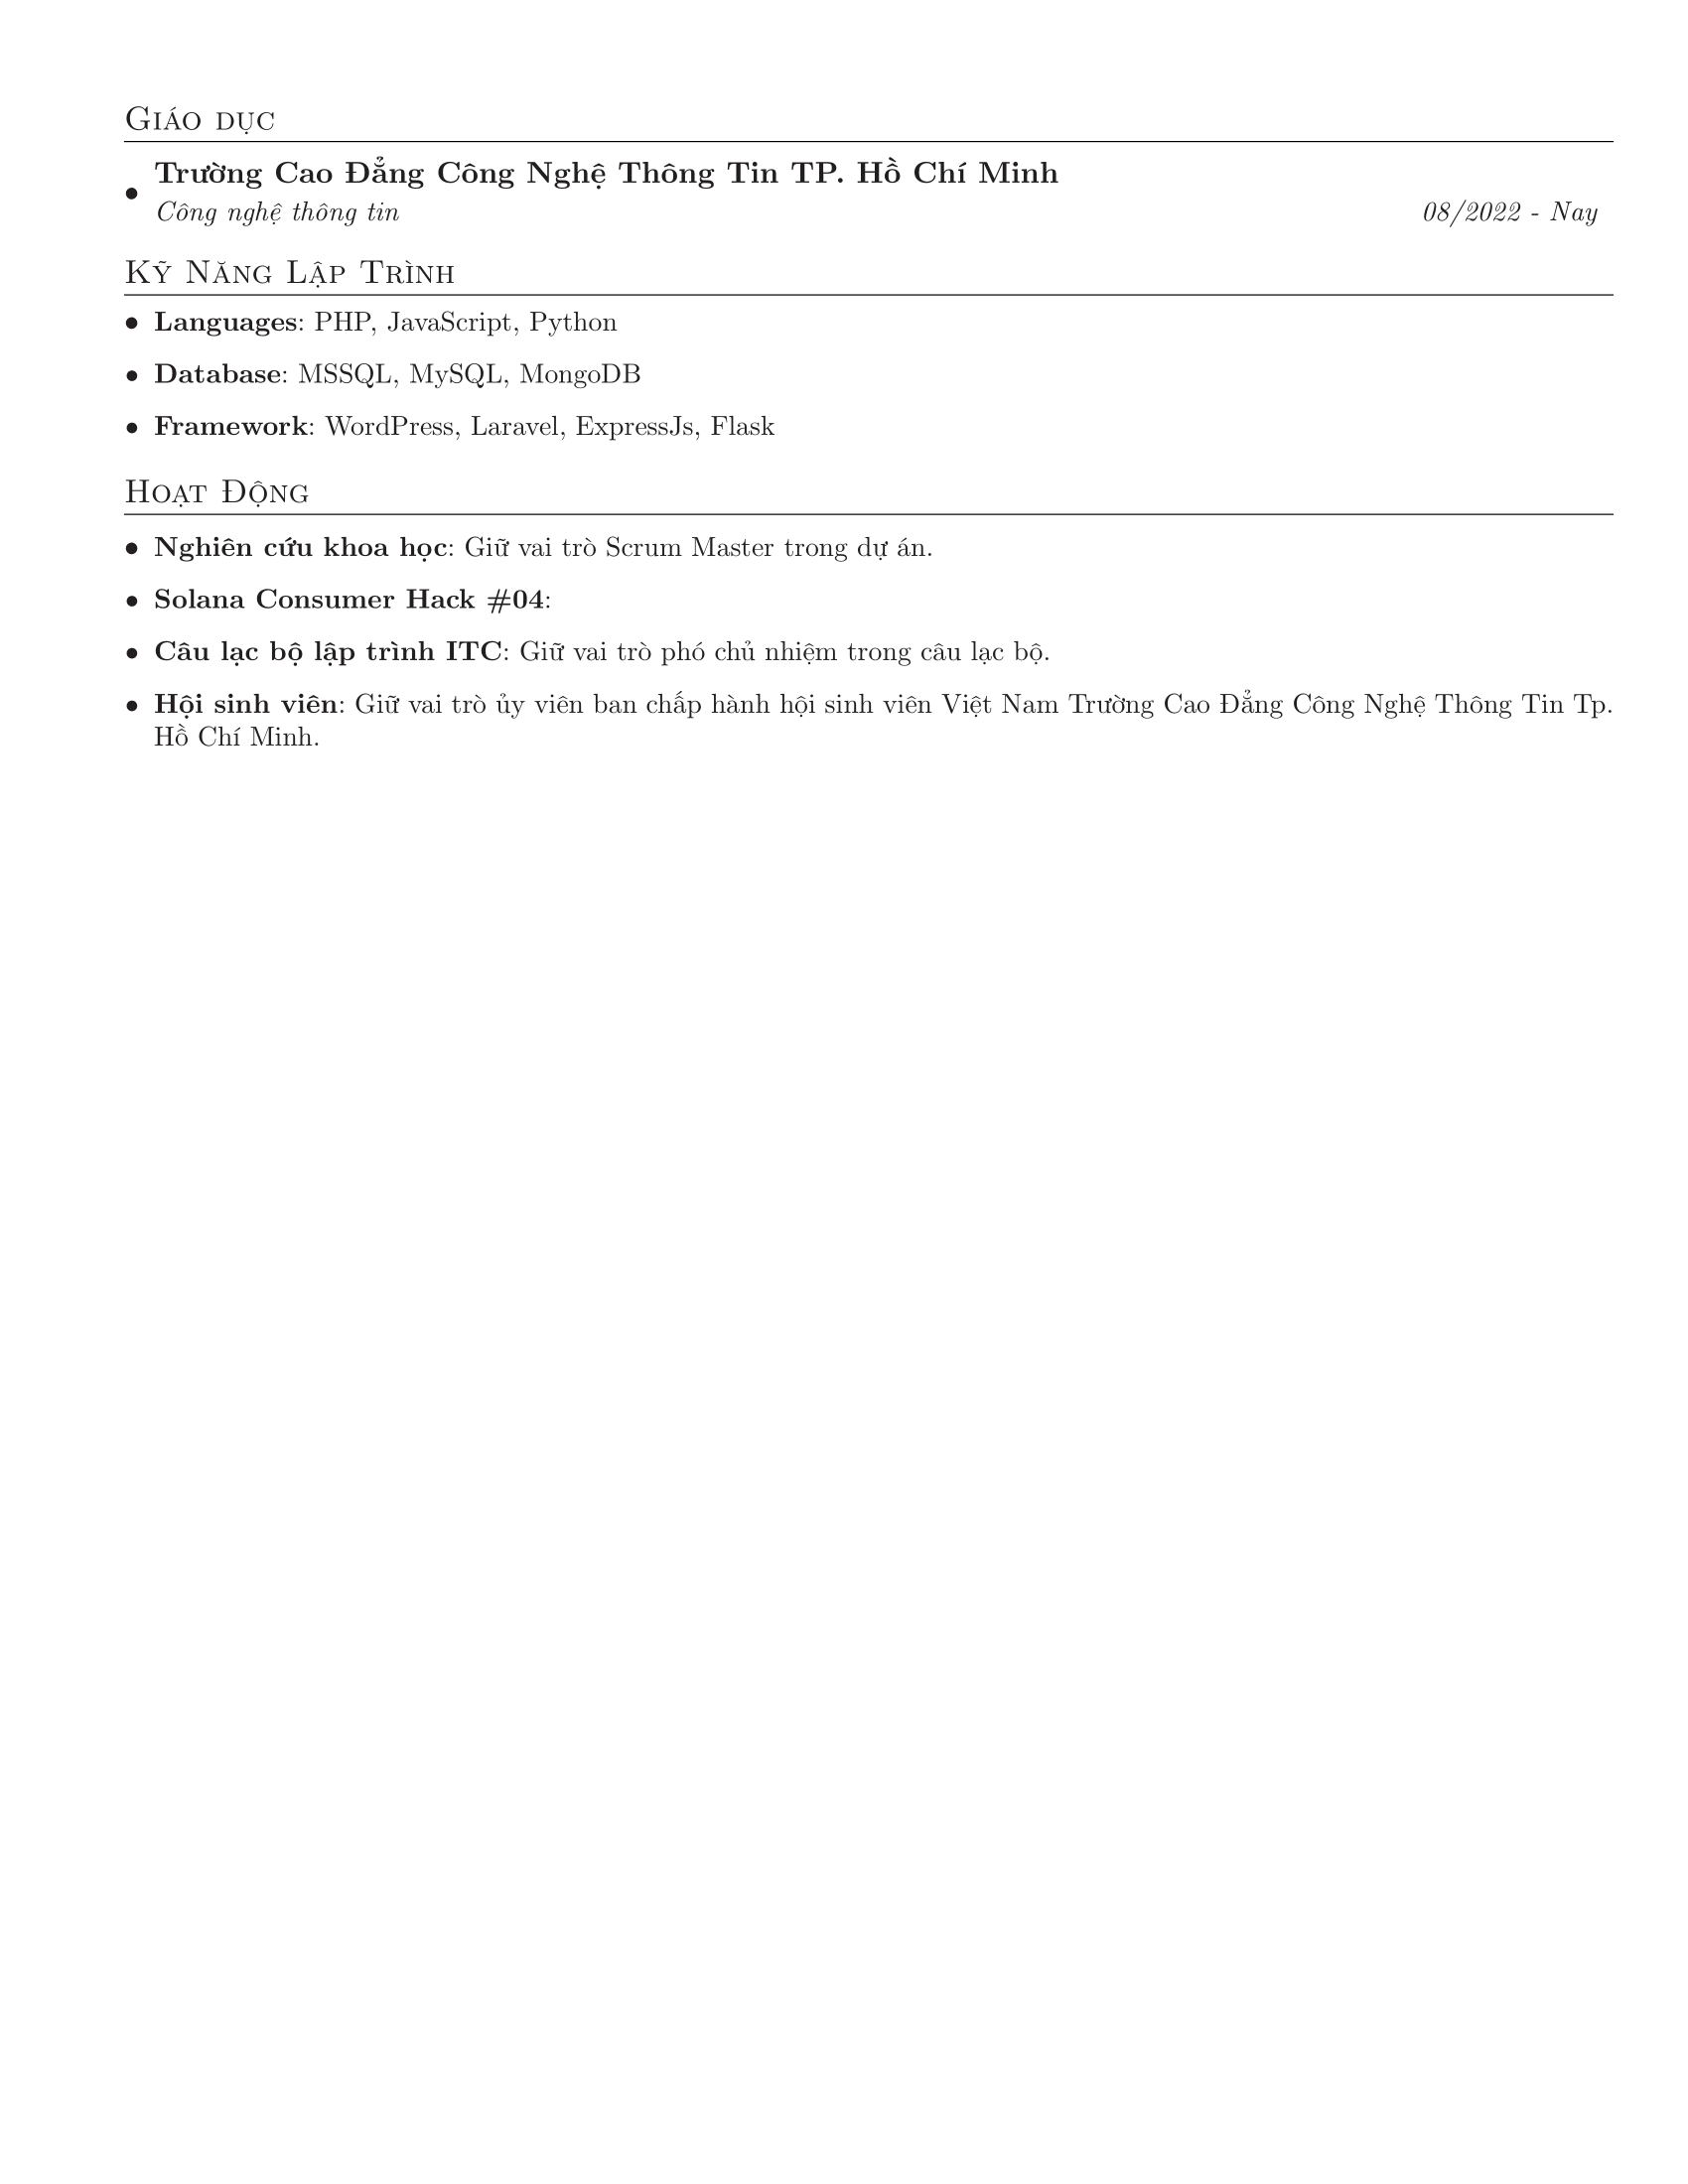 Giáo dục
• Trường Cao Đẳng Công Nghệ Thông Tin TP. Hồ Chí Minh
Công nghệ thông tin 08/2022 - Nay
Kỹ Năng Lập Trình
• Languages: PHP, JavaScript, Python
• Database: MSSQL, MySQL, MongoDB
• Framework: WordPress, Laravel, ExpressJs, Flask
Hoạt Động
• Nghiên cứu khoa học: Giữ vai trò Scrum Master trong dự án.
• Solana Consumer Hack #04:
• Câu lạc bộ lập trình ITC: Giữ vai trò phó chủ nhiệm trong câu lạc bộ.
• Hội sinh viên: Giữ vai trò ủy viên ban chấp hành hội sinh viên Việt Nam Trường Cao Đẳng Công Nghệ Thông Tin Tp.
Hồ Chí Minh.